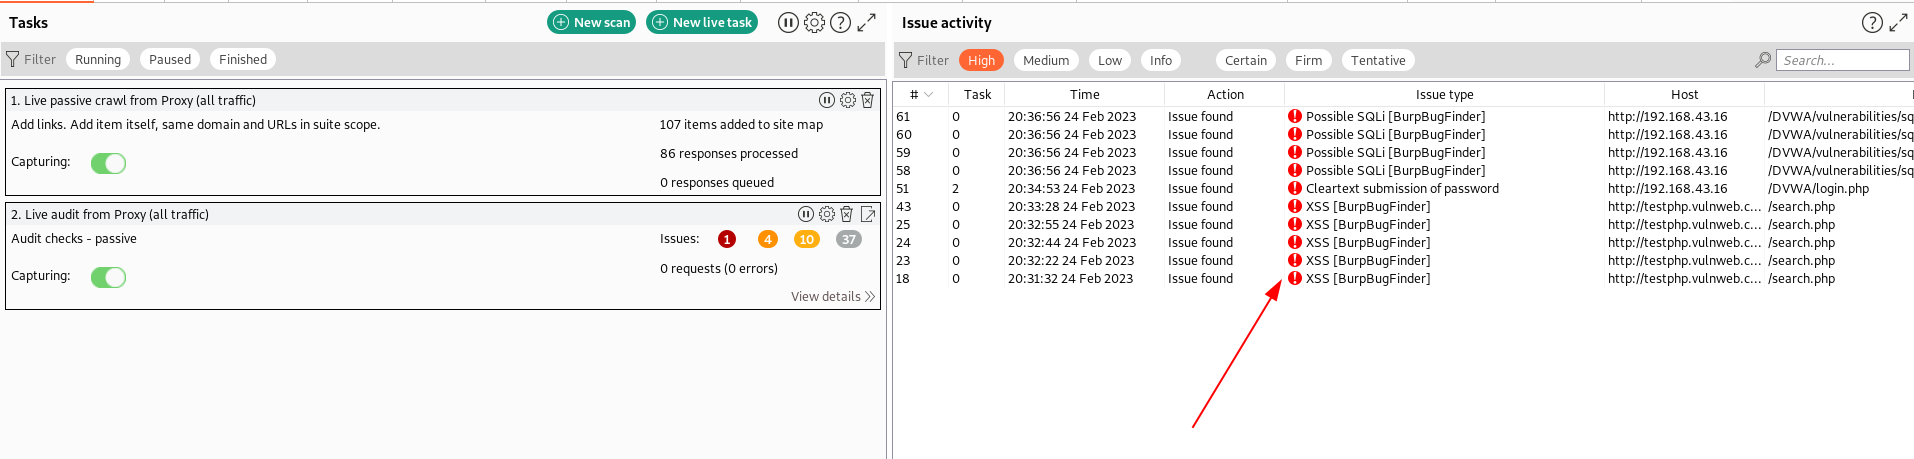 Tasks
New scan
New live task
Filter
Running
Paused
Finished
1. Live passive crawl from Proxy (all traffic)
Add links. Add item itself, same domain and URLs in suite scope.
107 items added to site map
86 responses processed
Capturing:
0 responses queued
2. Live audit from Proxy (all traffic)
Audit checks - passive
Issues: 1 4 10 37
0 requests (0 errors)
Capturing:
View details
Issue activity
Filter
High
Medium
Low
Info
Certain
Firm
Tentative
Search...
# Task Time Action Issue type Host
61 0 20:36:56 24 Feb 2023 Issue found Possible SQLi [BurpBugFinder] http://192.168.43.16 /DVWA/vulnerabilities/sq
60 0 20:36:56 24 Feb 2023 Issue found Possible SQLi [BurpBugFinder] http://192.168.43.16 /DVWA/vulnerabilities/sq
59 0 20:36:56 24 Feb 2023 Issue found Possible SQLi [BurpBugFinder] http://192.168.43.16 /DVWA/vulnerabilities/sq
58 0 20:36:56 24 Feb 2023 Issue found Possible SQLi [BurpBugFinder] http://192.168.43.16 /DVWA/vulnerabilities/sq
51 2 20:34:53 24 Feb 2023 Issue found Cleartext submission of password http://192.168.43.16 /DVWA/login.php
43 0 20:33:28 24 Feb 2023 Issue found XSS [BurpBugFinder] http://testphp.vulnweb.c... /search.php
25 0 20:32:55 24 Feb 2023 Issue found XSS [BurpBugFinder] http://testphp.vulnweb.c... /search.php
24 0 20:32:44 24 Feb 2023 Issue found XSS [BurpBugFinder] http://testphp.vulnweb.c... /search.php
23 0 20:32:22 24 Feb 2023 Issue found XSS [BurpBugFinder] http://testphp.vulnweb.c... /search.php
18 0 20:31:32 24 Feb 2023 Issue found XSS [BurpBugFinder] http://testphp.vulnweb.c... /search.php